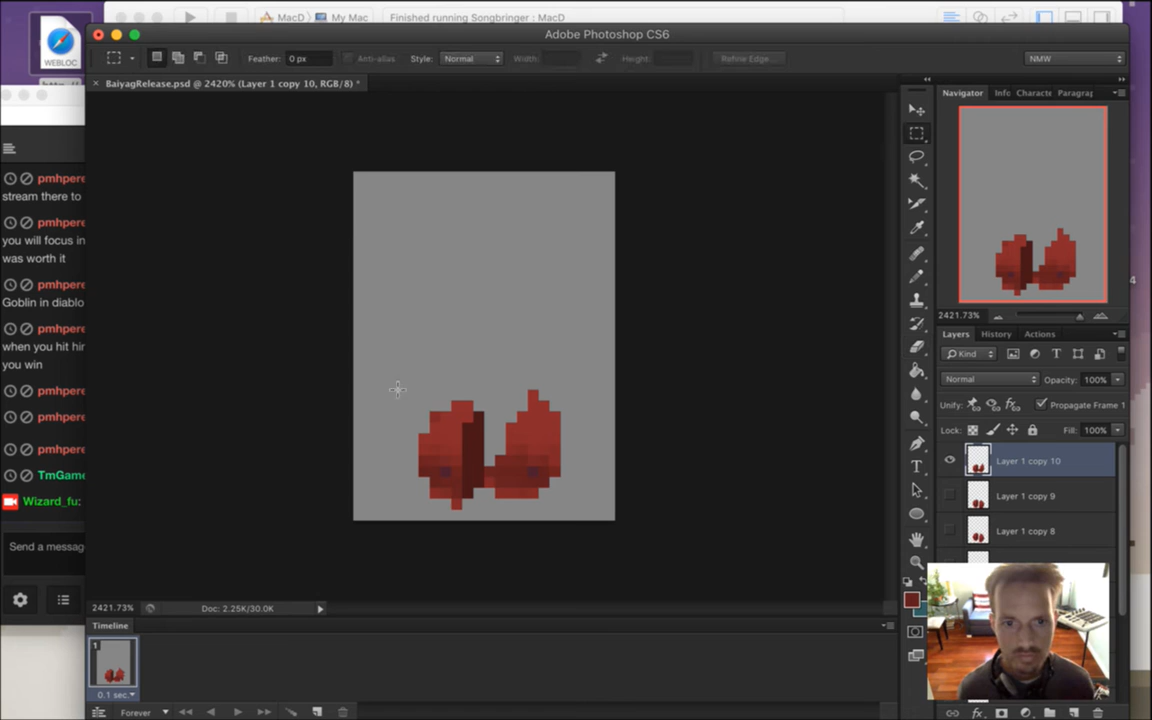 MacD
My Mac
Finished running Songbringer : MacD
WEBLOC
Adobe Photoshop CS6
Feather: 0 px
Anti-alias
Style: Normal
Width:
Height:
Refine Edge...
NMW
× BaiyagRelease.psd @ 2420% (Layer 1 copy 10, RGB/8) *
Navigator
Info
Characte
Paragrap
pmhpere
stream there to
pmhpere
you will focus in
was worth it
pmhpere
Goblin in diablo
pmhpere
when you hit hir
you win
pmhpere
pmhpere
pmhpere
TmGame
Wizard_fu:
Send a messag
2421.73%
Layers
History
Actions
Kind
Normal
Opacity: 100%
Unify:
Propagate Frame 1
Lock:
Fill: 100%
Layer 1 copy 10
Layer 1 copy 9
Layer 1 copy 8
2421.73%
Doc: 2.25K/30.0K
Timeline
1
0.1 sec.
Forever